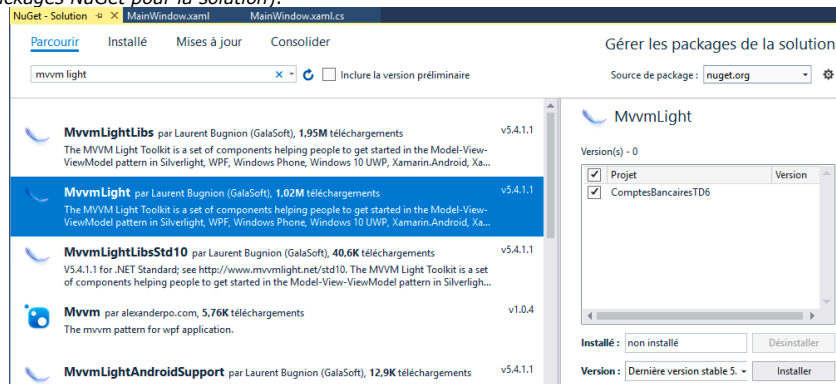 ckages NuGet pour la solution).
NuGet - Solution MainWindow.xaml MainWindow.xaml.cs
Parcourir Installé Mises à jour Consolider
Gérer les packages de la solution
mvvm light
Inclure la version préliminaire
Source de package : nuget.org
MvvmLightLibs par Laurent Bugnion (GalaSoft), 1,95M téléchargements v5.4.1.1
The MVVM Light Toolkit is a set of components helping people to get started in the Model-View-
ViewModel pattern in Silverlight, WPF, Windows Phone, Windows 10 UWP, Xamarin.Android, Xa...
MvvmLight par Laurent Bugnion (GalaSoft), 1,02M téléchargements v5.4.1.1
The MVVM Light Toolkit is a set of components helping people to get started in the Model-View-
ViewModel pattern in Silverlight, WPF, Windows Phone, Windows 10 UWP, Xamarin.Android, Xa...
MvvmLightLibsStd10 par Laurent Bugnion (GalaSoft), 40,6K téléchargements v5.4.1.1
V5.4.1.1 for .NET Standard; see http://www.mvvmlight.net/std10. The MVVM Light Toolkit is a set
of components helping people to get started in the Model-View-ViewModel pattern in Silverligh...
Mvvm par alexanderpo.com, 5,76K téléchargements v1.0.4
The mvvm pattern for wpf application.
MvvmLightAndroidSupport par Laurent Bugnion (GalaSoft), 12,9K téléchargements v5.4.1.1
MvvmLight
Version(s) - 0
Projet Version
ComptesBancairesTD6
Installé : non installé Désinstaller
Version : Dernière version stable 5. Installer